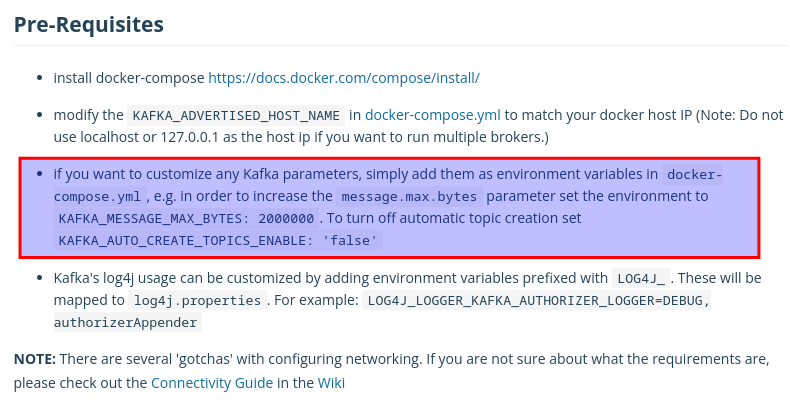 Pre-Requisites
install docker-compose https://docs.docker.com/compose/install/
modify the KAFKA_ADVERTISED_HOST_NAME in docker-compose.yml to match your docker host IP (Note: Do not
use localhost or 127.0.0.1 as the host ip if you want to run multiple brokers.)
if you want to customize any Kafka parameters, simply add them as environment variables in docker-
compose.yml, e.g. in order to increase the message.max.bytes parameter set the environment to
KAFKA_MESSAGE_MAX_BYTES: 2000000. To turn off automatic topic creation set
KAFKA_AUTO_CREATE_TOPICS_ENABLE: 'false'
Kafka's log4j usage can be customized by adding environment variables prefixed with LOG4J_. These will be
mapped to log4j.properties. For example: LOG4J_LOGGER_KAFKA_AUTHORIZER_LOGGER=DEBUG,
authorizerAppender
NOTE: There are several 'gotchas' with configuring networking. If you are not sure about what the requirements are,
please check out the Connectivity Guide in the Wiki